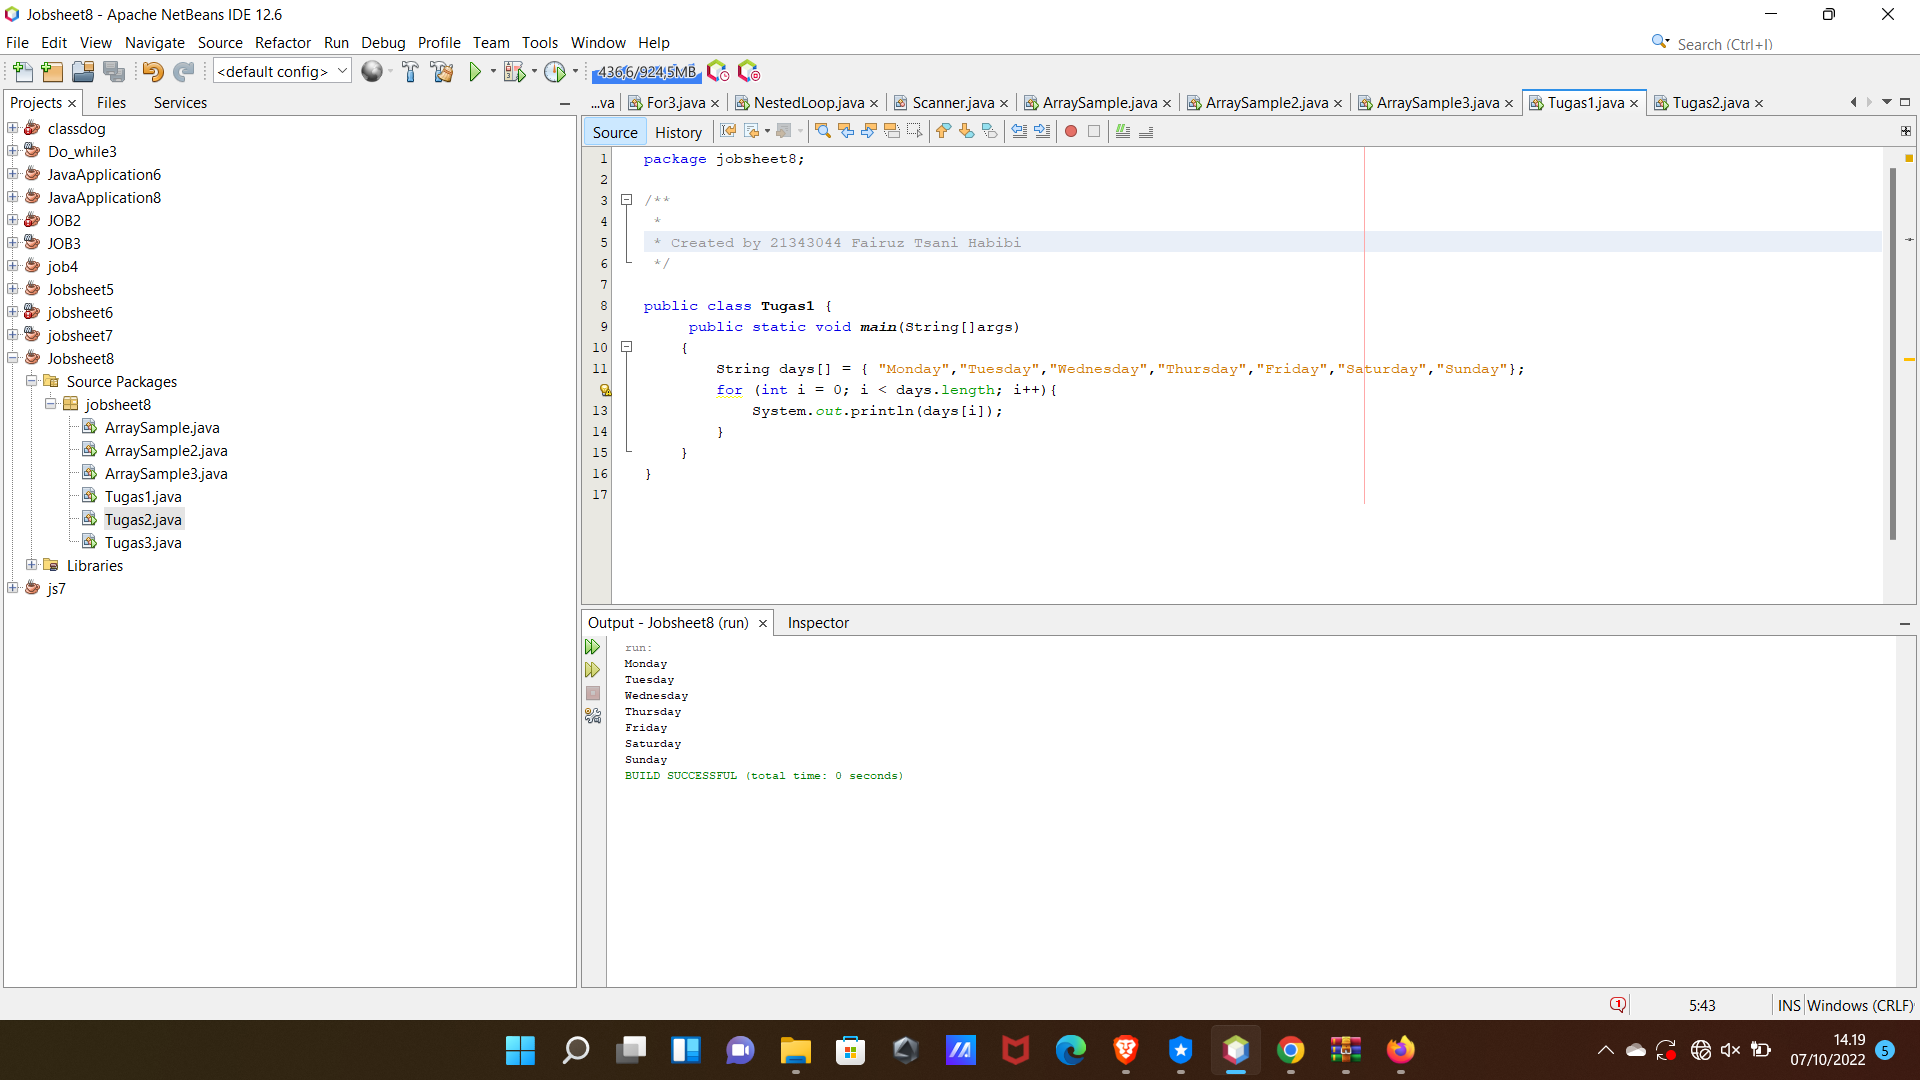 Jobsheet8 - Apache NetBeans IDE 12.6
File Edit View Navigate Source Refactor Run Debug Profile Team Tools Window Help
Search (Ctrl+I)
<default config>
436,6/924,5MB
Projects Files Services
...va For3.java NestedLoop.java Scanner.java ArraySample.java ArraySample2.java ArraySample3.java Tugas1.java Tugas2.java
Source History
classdog
Do_while3
JavaApplication6
JavaApplication8
JOB2
JOB3
job4
Jobsheet5
jobsheet6
jobsheet7
Jobsheet8
Source Packages
jobsheet8
ArraySample.java
ArraySample2.java
ArraySample3.java
Tugas1.java
Tugas2.java
Tugas3.java
Libraries
js7
1 package jobsheet8;
2
3 /**
4 *
5 * Created by 21343044 Fairuz Tsani Habibi
6 */
7
8 public class Tugas1 {
9 public static void main(String[]args)
10 {
11 String days[] = { "Monday","Tuesday","Wednesday","Thursday","Friday","Saturday","Sunday"};
for (int i = 0; i < days.length; i++){
13 System.out.println(days[i]);
14 }
15 }
16 }
17
Output - Jobsheet8 (run) Inspector
run:
Monday
Tuesday
Wednesday
Thursday
Friday
Saturday
Sunday
BUILD SUCCESSFUL (total time: 0 seconds)
1 5:43 INS Windows (CRLF)
14.19
07/10/2022 5